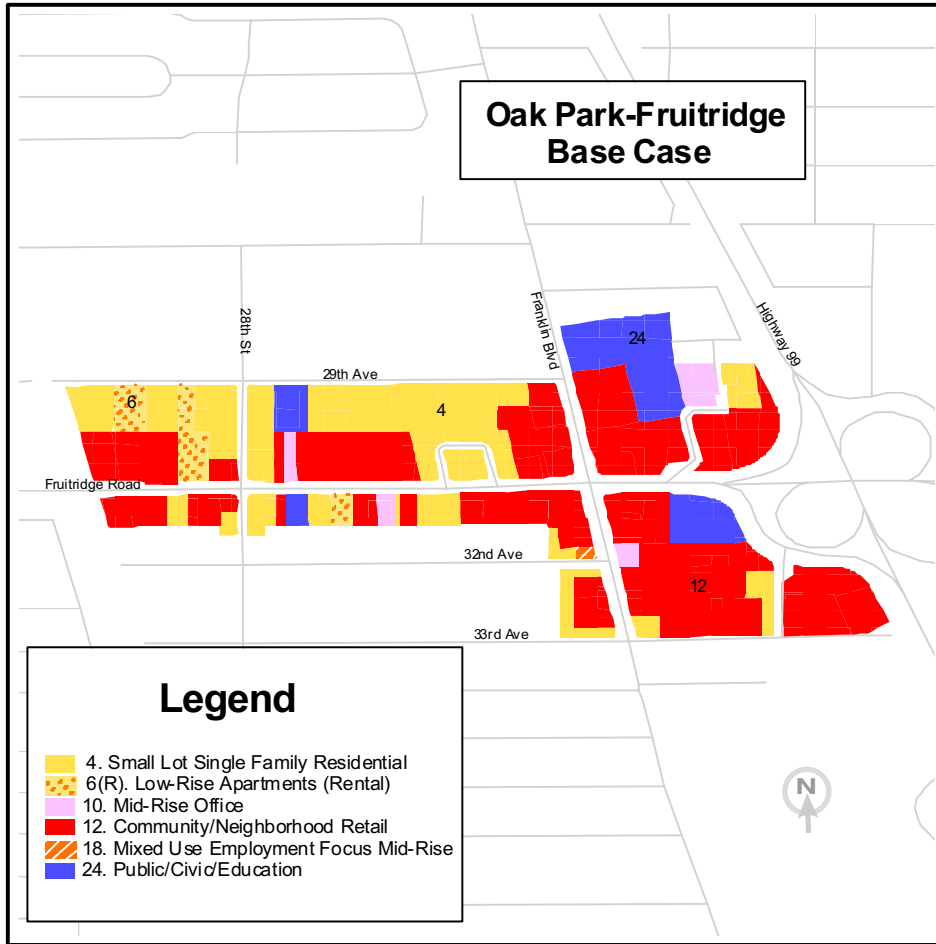 Oak Park-Fruitridge
Base Case
24
28th St
Franklin Blvd
Highway 99
29th Ave
6
4
Fruitridge Road
32nd Ave
12
33rd Ave
Legend
4. Small Lot Single Family Residential
6(R). Low-Rise Apartments (Rental)
10. Mid-Rise Office
12. Community/Neighborhood Retail
18. Mixed Use Employment Focus Mid-Rise
24. Public/Civic/Education
N